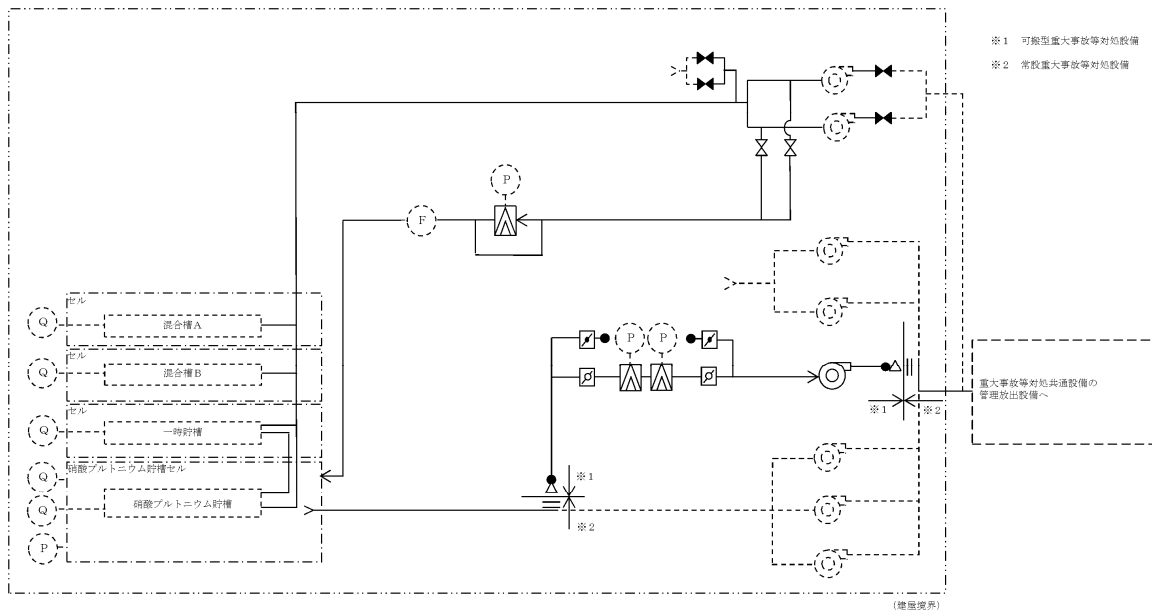 ※1 可搬型重大事故等対処設備
※2 常設重大事故等対処設備
P
F
セル
Q
混合槽A
セル
Q
混合槽B
セル
Q
一時貯槽
硝酸プルトニウム貯槽セル
Q
Q
硝酸プルトニウム貯槽
P
P
P
※1
※2
※1
※2
重大事故等対処共通設備の
管理放出設備へ
(建屋境界)